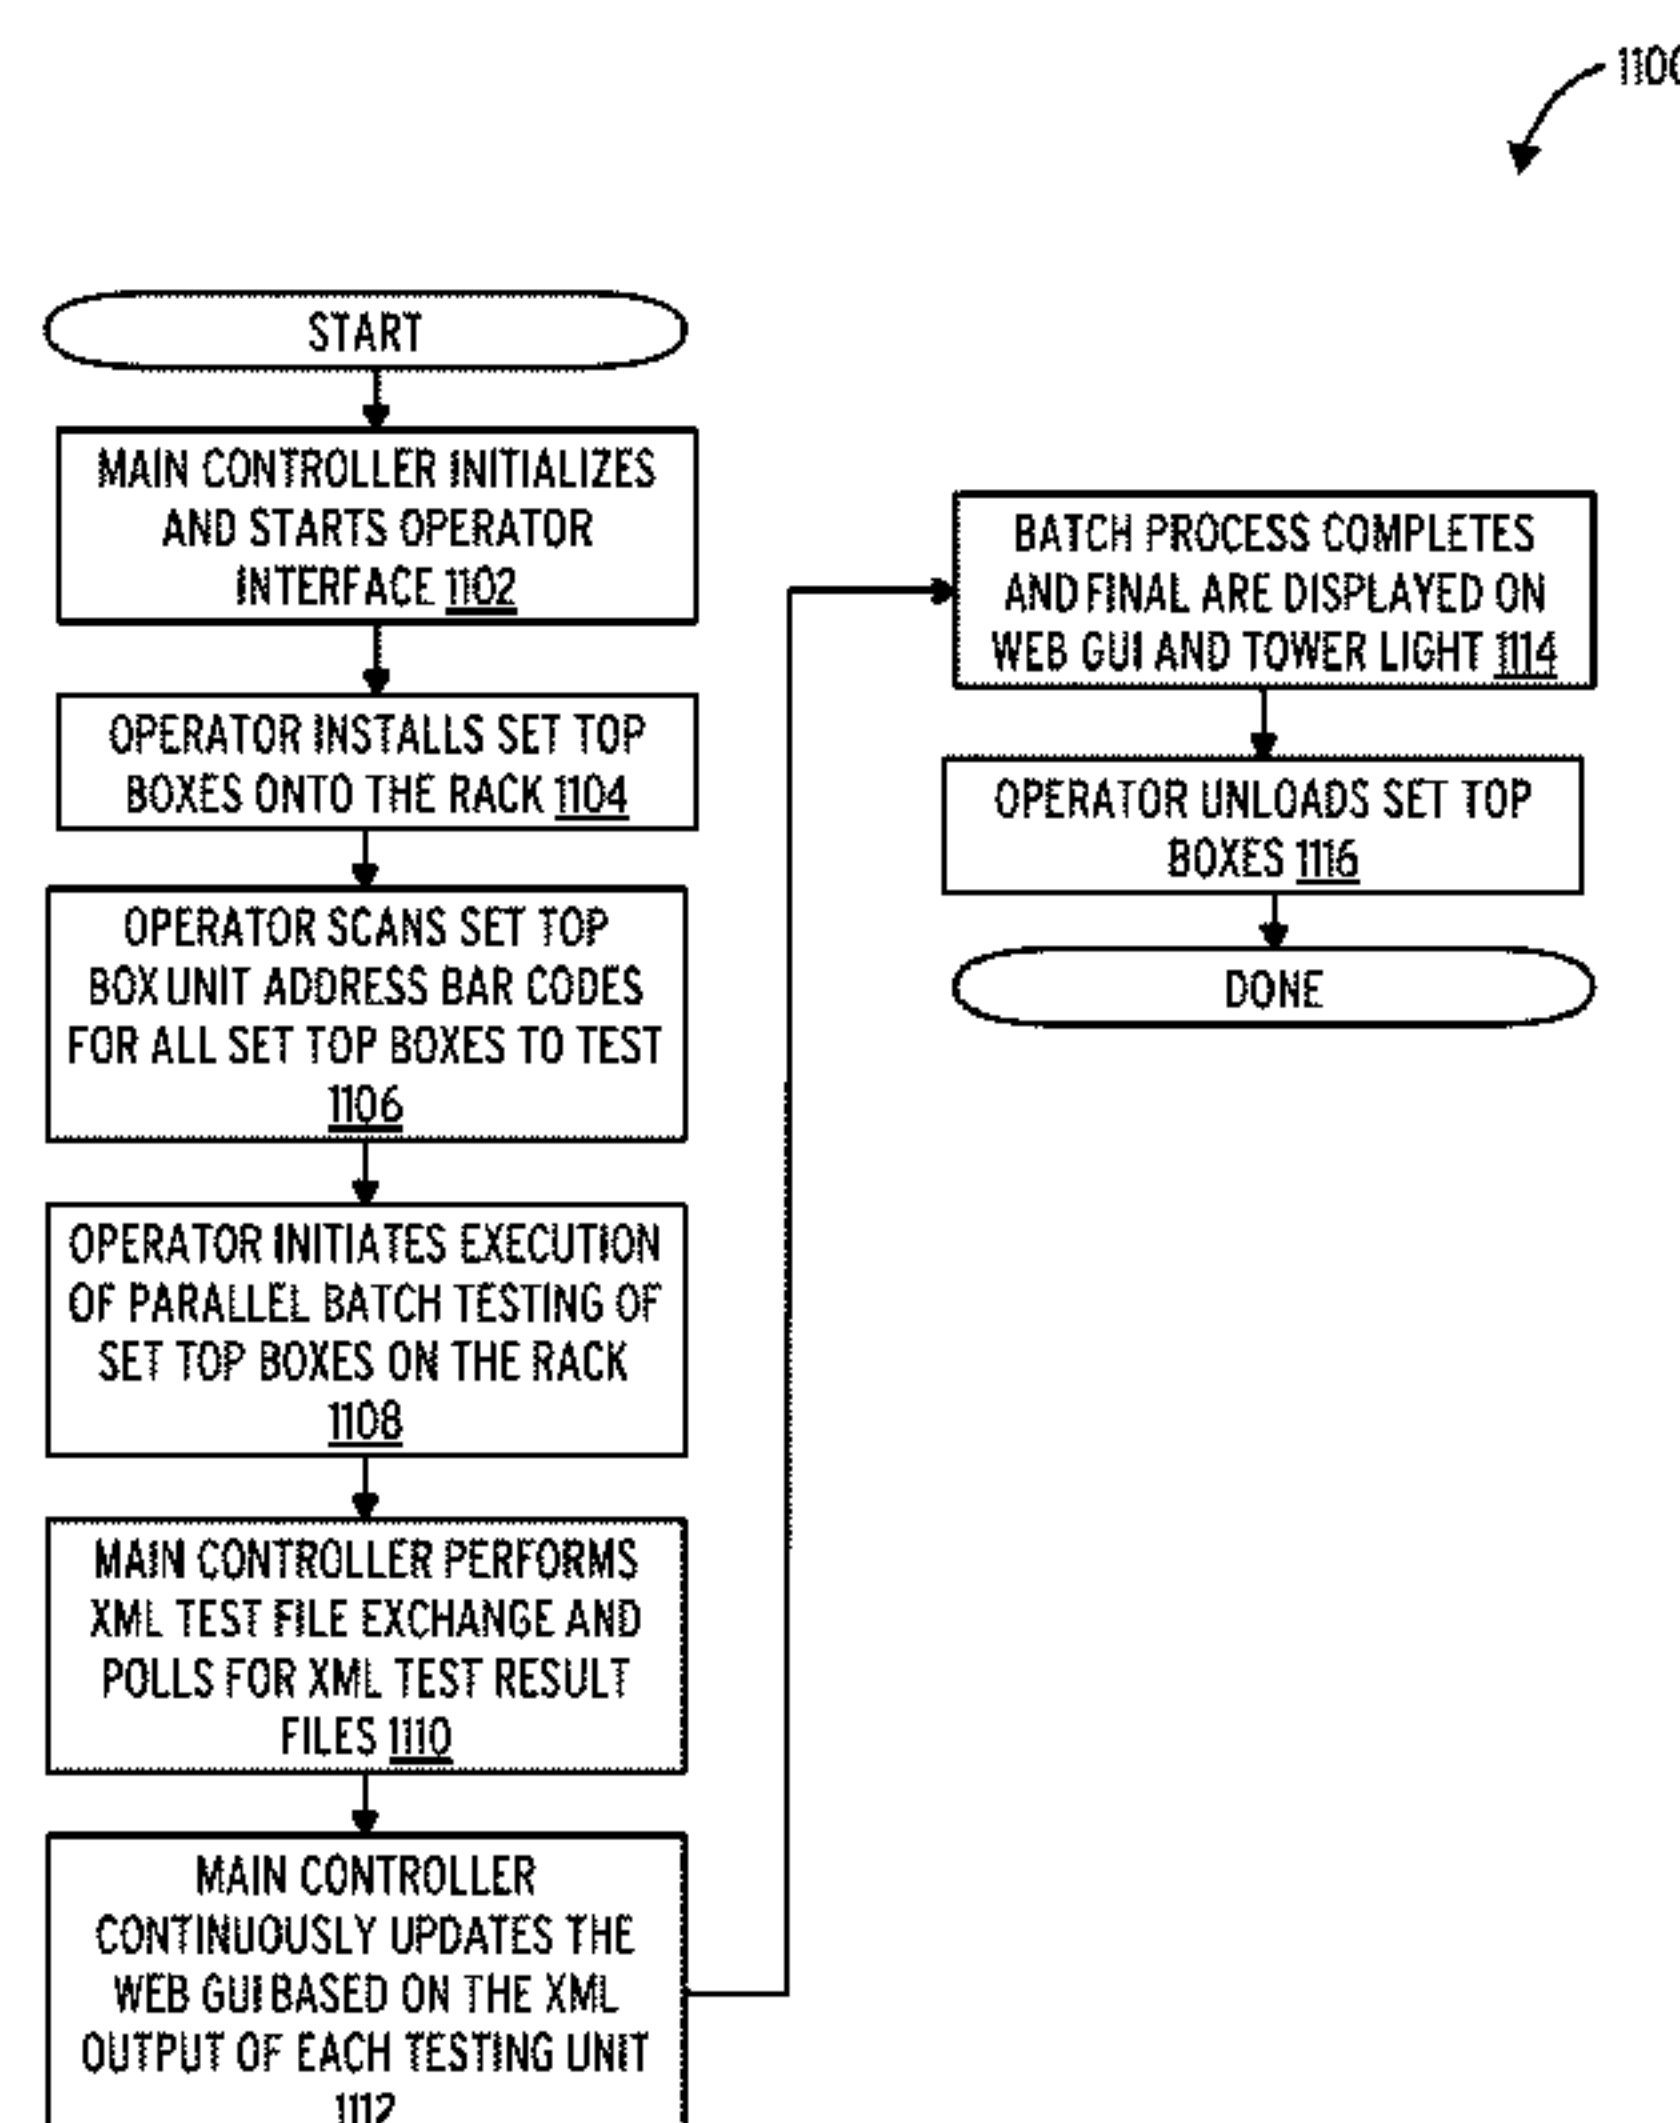 1100
START
MAIN CONTROLLER INITIALIZES
AND STARTS OPERATOR
INTERFACE 1102
OPERATOR INSTALLS SET TOP
BOXES ONTO THE RACK 1104
OPERATOR SCANS SET TOP
BOX UNIT ADDRESS BAR CODES
FOR ALL SET TOP BOXES TO TEST
1106
OPERATOR INITIATES EXECUTION
OF PARALLEL BATCH TESTING OF
SET TOP BOXES ON THE RACK
1108
MAIN CONTROLLER PERFORMS
XML TEST FILE EXCHANGE AND
POLLS FOR XML TEST RESULT
FILES 1110
MAIN CONTROLLER
CONTINUOUSLY UPDATES THE
WEB GUI BASED ON THE XML
OUTPUT OF EACH TESTING UNIT
1112
BATCH PROCESS COMPLETES
AND FINAL ARE DISPLAYED ON
WEB GUI AND TOWER LIGHT 1114
OPERATOR UNLOADS SET TOP
BOXES 1116
DONE